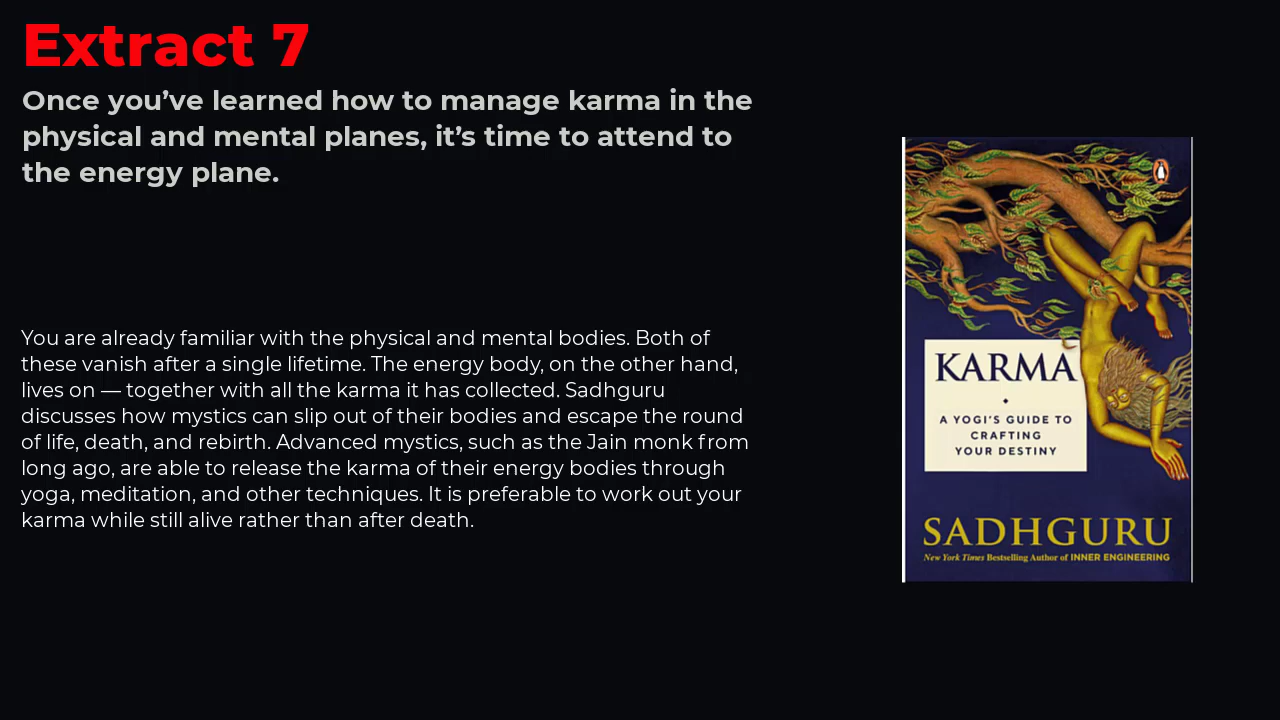 Extract 7
Once you’ve learned how to manage karma in the
physical and mental planes, it’s time to attend to
the energy plane.
You are already familiar with the physical and mental bodies. Both of
these vanish after a single lifetime. The energy body, on the other hand,
lives on — together with all the karma it has collected. Sadhguru
discusses how mystics can slip out of their bodies and escape the round
of life, death, and rebirth. Advanced mystics, such as the Jain monk from
long ago, are able to release the karma of their energy bodies through
yoga, meditation, and other techniques. It is preferable to work out your
karma while still alive rather than after death.
KARMA
A YOGI’S GUIDE TO
CRAFTING
YOUR DESTINY
SADHGURU
New York Times Bestselling Author of INNER ENGINEERING